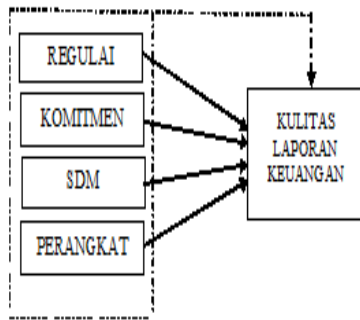 REGULAI
KOMITMEN
SDM
PERANGKAT
KULITAS
LAPORAN
KEUANGAN